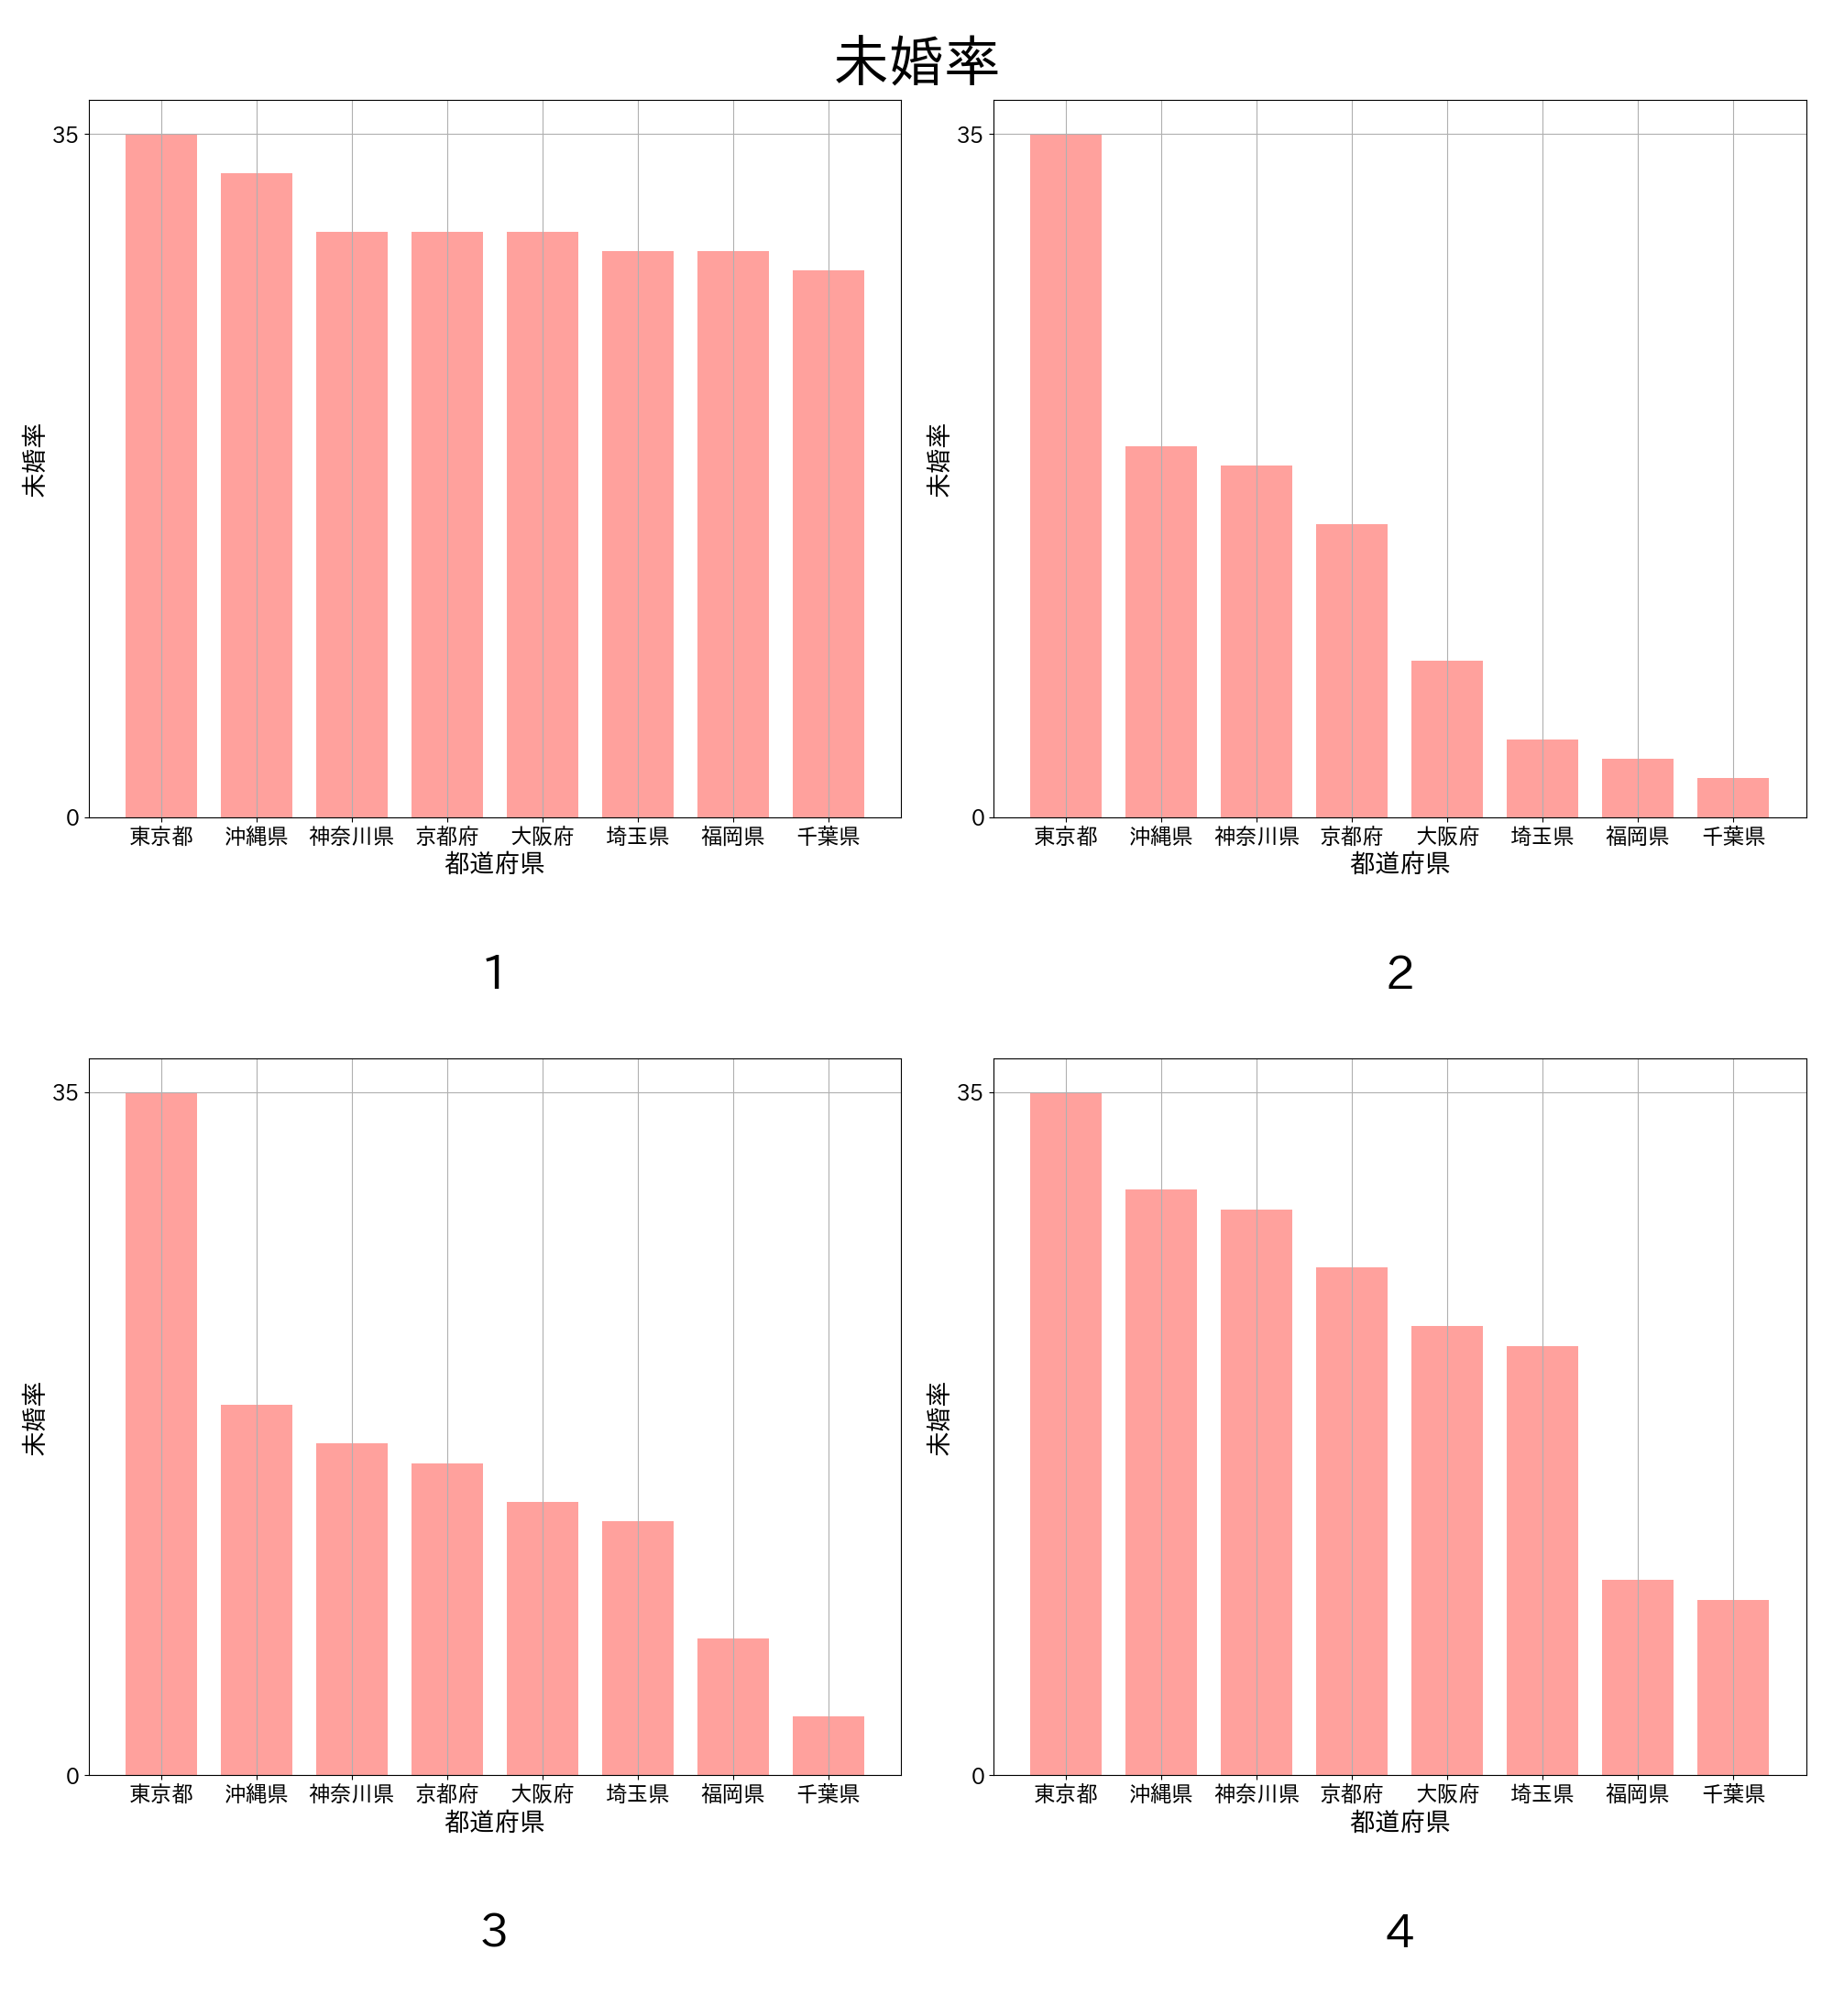 未婚率
35
0
未婚率
東京都 沖縄県 神奈川県 京都府 大阪府 埼玉県 福岡県 千葉県
都道府県
1
35
0
未婚率
東京都 沖縄県 神奈川県 京都府 大阪府 埼玉県 福岡県 千葉県
都道府県
2
35
0
未婚率
東京都 沖縄県 神奈川県 京都府 大阪府 埼玉県 福岡県 千葉県
都道府県
3
35
0
未婚率
東京都 沖縄県 神奈川県 京都府 大阪府 埼玉県 福岡県 千葉県
都道府県
4